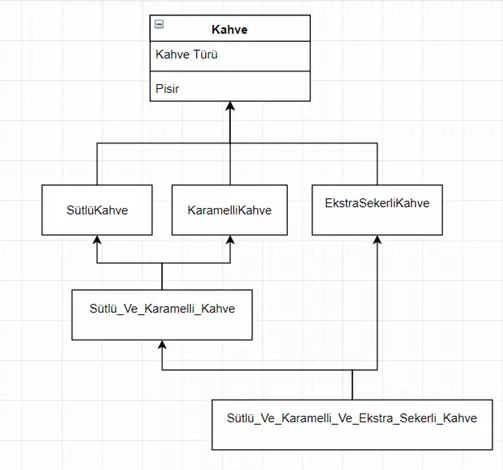 Kahve
Kahve Türü
Pisir
SütlüKahve
KaramelliKahve
EkstraSekerliKahve
Sütlü_Ve_Karamelli_Kahve
Sütlü_Ve_Karamelli_Ve_Ekstra_Sekerli_Kahve